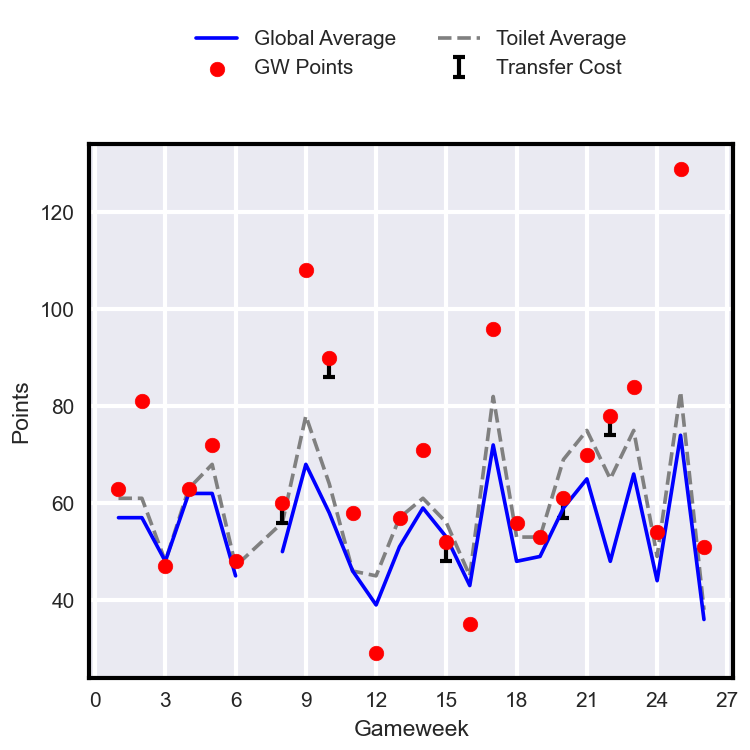 Global Average Toilet Average
GW Points Transfer Cost
120
100
80
60
40
Points
0 3 6 9 12 15 18 21 24 27
Gameweek